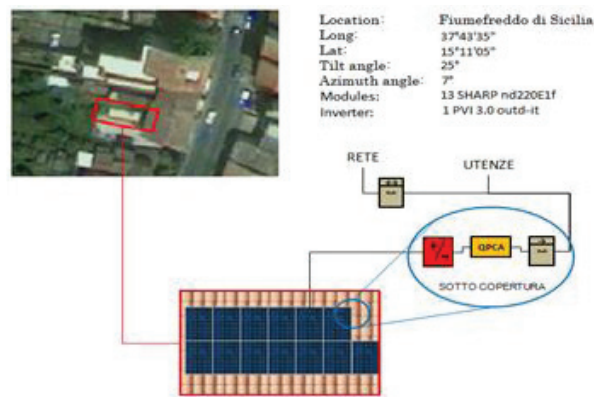 Location: Fiumefreddo di Sicilia
Long: 37°43'35"
Lat: 15°11'05"
Tilt angle: 25°
Azimuth angle: 7°
Modules: 13 SHARP nd220E1f
Inverter: 1 PVI 3.0 outd-it
RETE
UTENZE
QPCA
SOTTO COPERTURA